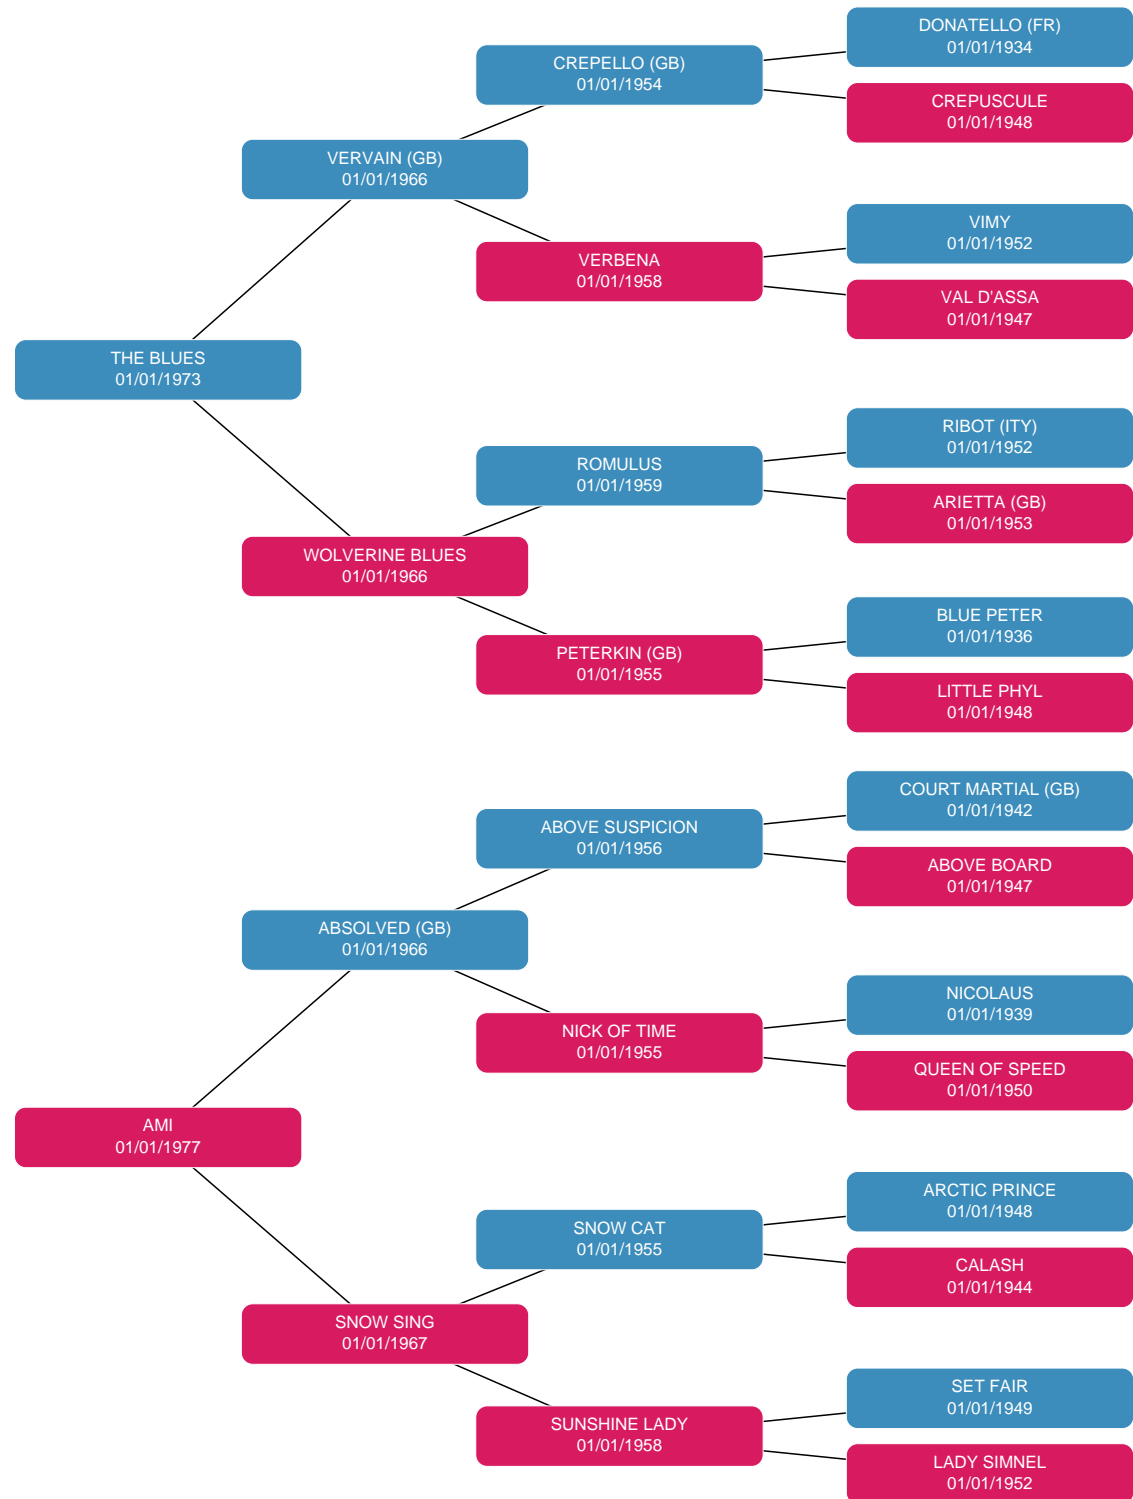 DONATELLO (FR)
01/01/1934
CREPELLO (GB)
01/01/1954
CREPUSCULE
01/01/1948
VERVAIN (GB)
01/01/1966
VIMY
01/01/1952
VERBENA
01/01/1958
VAL D'ASSA
01/01/1947
THE BLUES
01/01/1973
RIBOT (ITY)
01/01/1952
ROMULUS
01/01/1959
ARIETTA (GB)
01/01/1953
WOLVERINE BLUES
01/01/1966
BLUE PETER
01/01/1936
PETERKIN (GB)
01/01/1955
LITTLE PHYL
01/01/1948
COURT MARTIAL (GB)
01/01/1942
ABOVE SUSPICION
01/01/1956
ABOVE BOARD
01/01/1947
ABSOLVED (GB)
01/01/1966
NICOLAUS
01/01/1939
NICK OF TIME
01/01/1955
QUEEN OF SPEED
01/01/1950
AMI
01/01/1977
ARCTIC PRINCE
01/01/1948
SNOW CAT
01/01/1955
CALASH
01/01/1944
SNOW SING
01/01/1967
SET FAIR
01/01/1949
SUNSHINE LADY
01/01/1958
LADY SIMNEL
01/01/1952